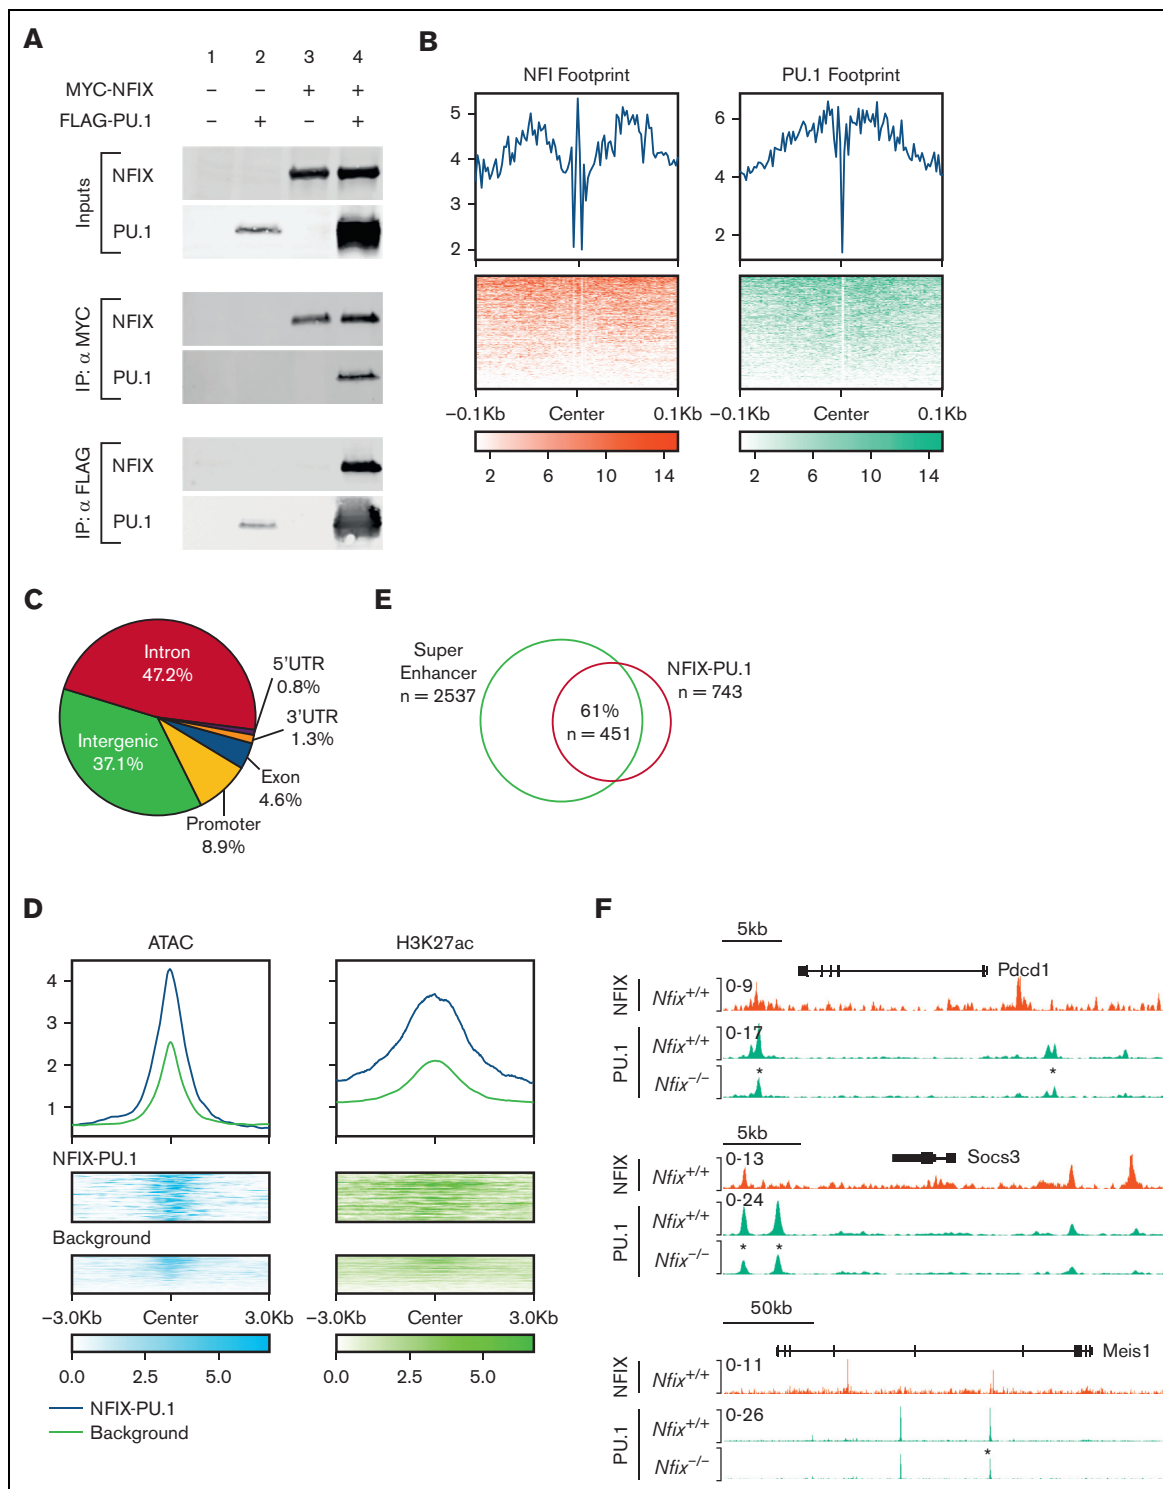 A
1 2 3 4
MYC-NFIX – – + +
FLAG-PU.1 – + – +
Inputs
NFIX
PU.1
IP: α MYC
NFIX
PU.1
IP: α FLAG
NFIX
PU.1
B
NFI Footprint
5
4
3
2
PU.1 Footprint
6
4
2
−0.1Kb Center 0.1Kb
−0.1Kb Center 0.1Kb
2 6 10 14
2 6 10 14
C
Intron
47.2%
5'UTR
0.8%
3'UTR
1.3%
Exon
4.6%
Promoter
8.9%
Intergenic
37.1%
E
Super
Enhancer
n = 2537
NFIX-PU.1
n = 743
61%
n = 451
D
ATAC
4
3
2
1
H3K27ac
NFIX-PU.1
Background
−3.0Kb Center 3.0Kb
−3.0Kb Center 3.0Kb
0.0 2.5 5.0
0.0 2.5 5.0
NFIX-PU.1
Background
F
5kb
Pdcd1
NFIX
Nfix+/+
0-9
PU.1
Nfix+/+
0-17
Nfix−/−
* *
5kb
Socs3
NFIX
Nfix+/+
0-13
PU.1
Nfix+/+
0-24
Nfix−/−
* *
50kb
Meis1
NFIX
Nfix+/+
0-11
PU.1
Nfix+/+
0-26
Nfix−/−
*